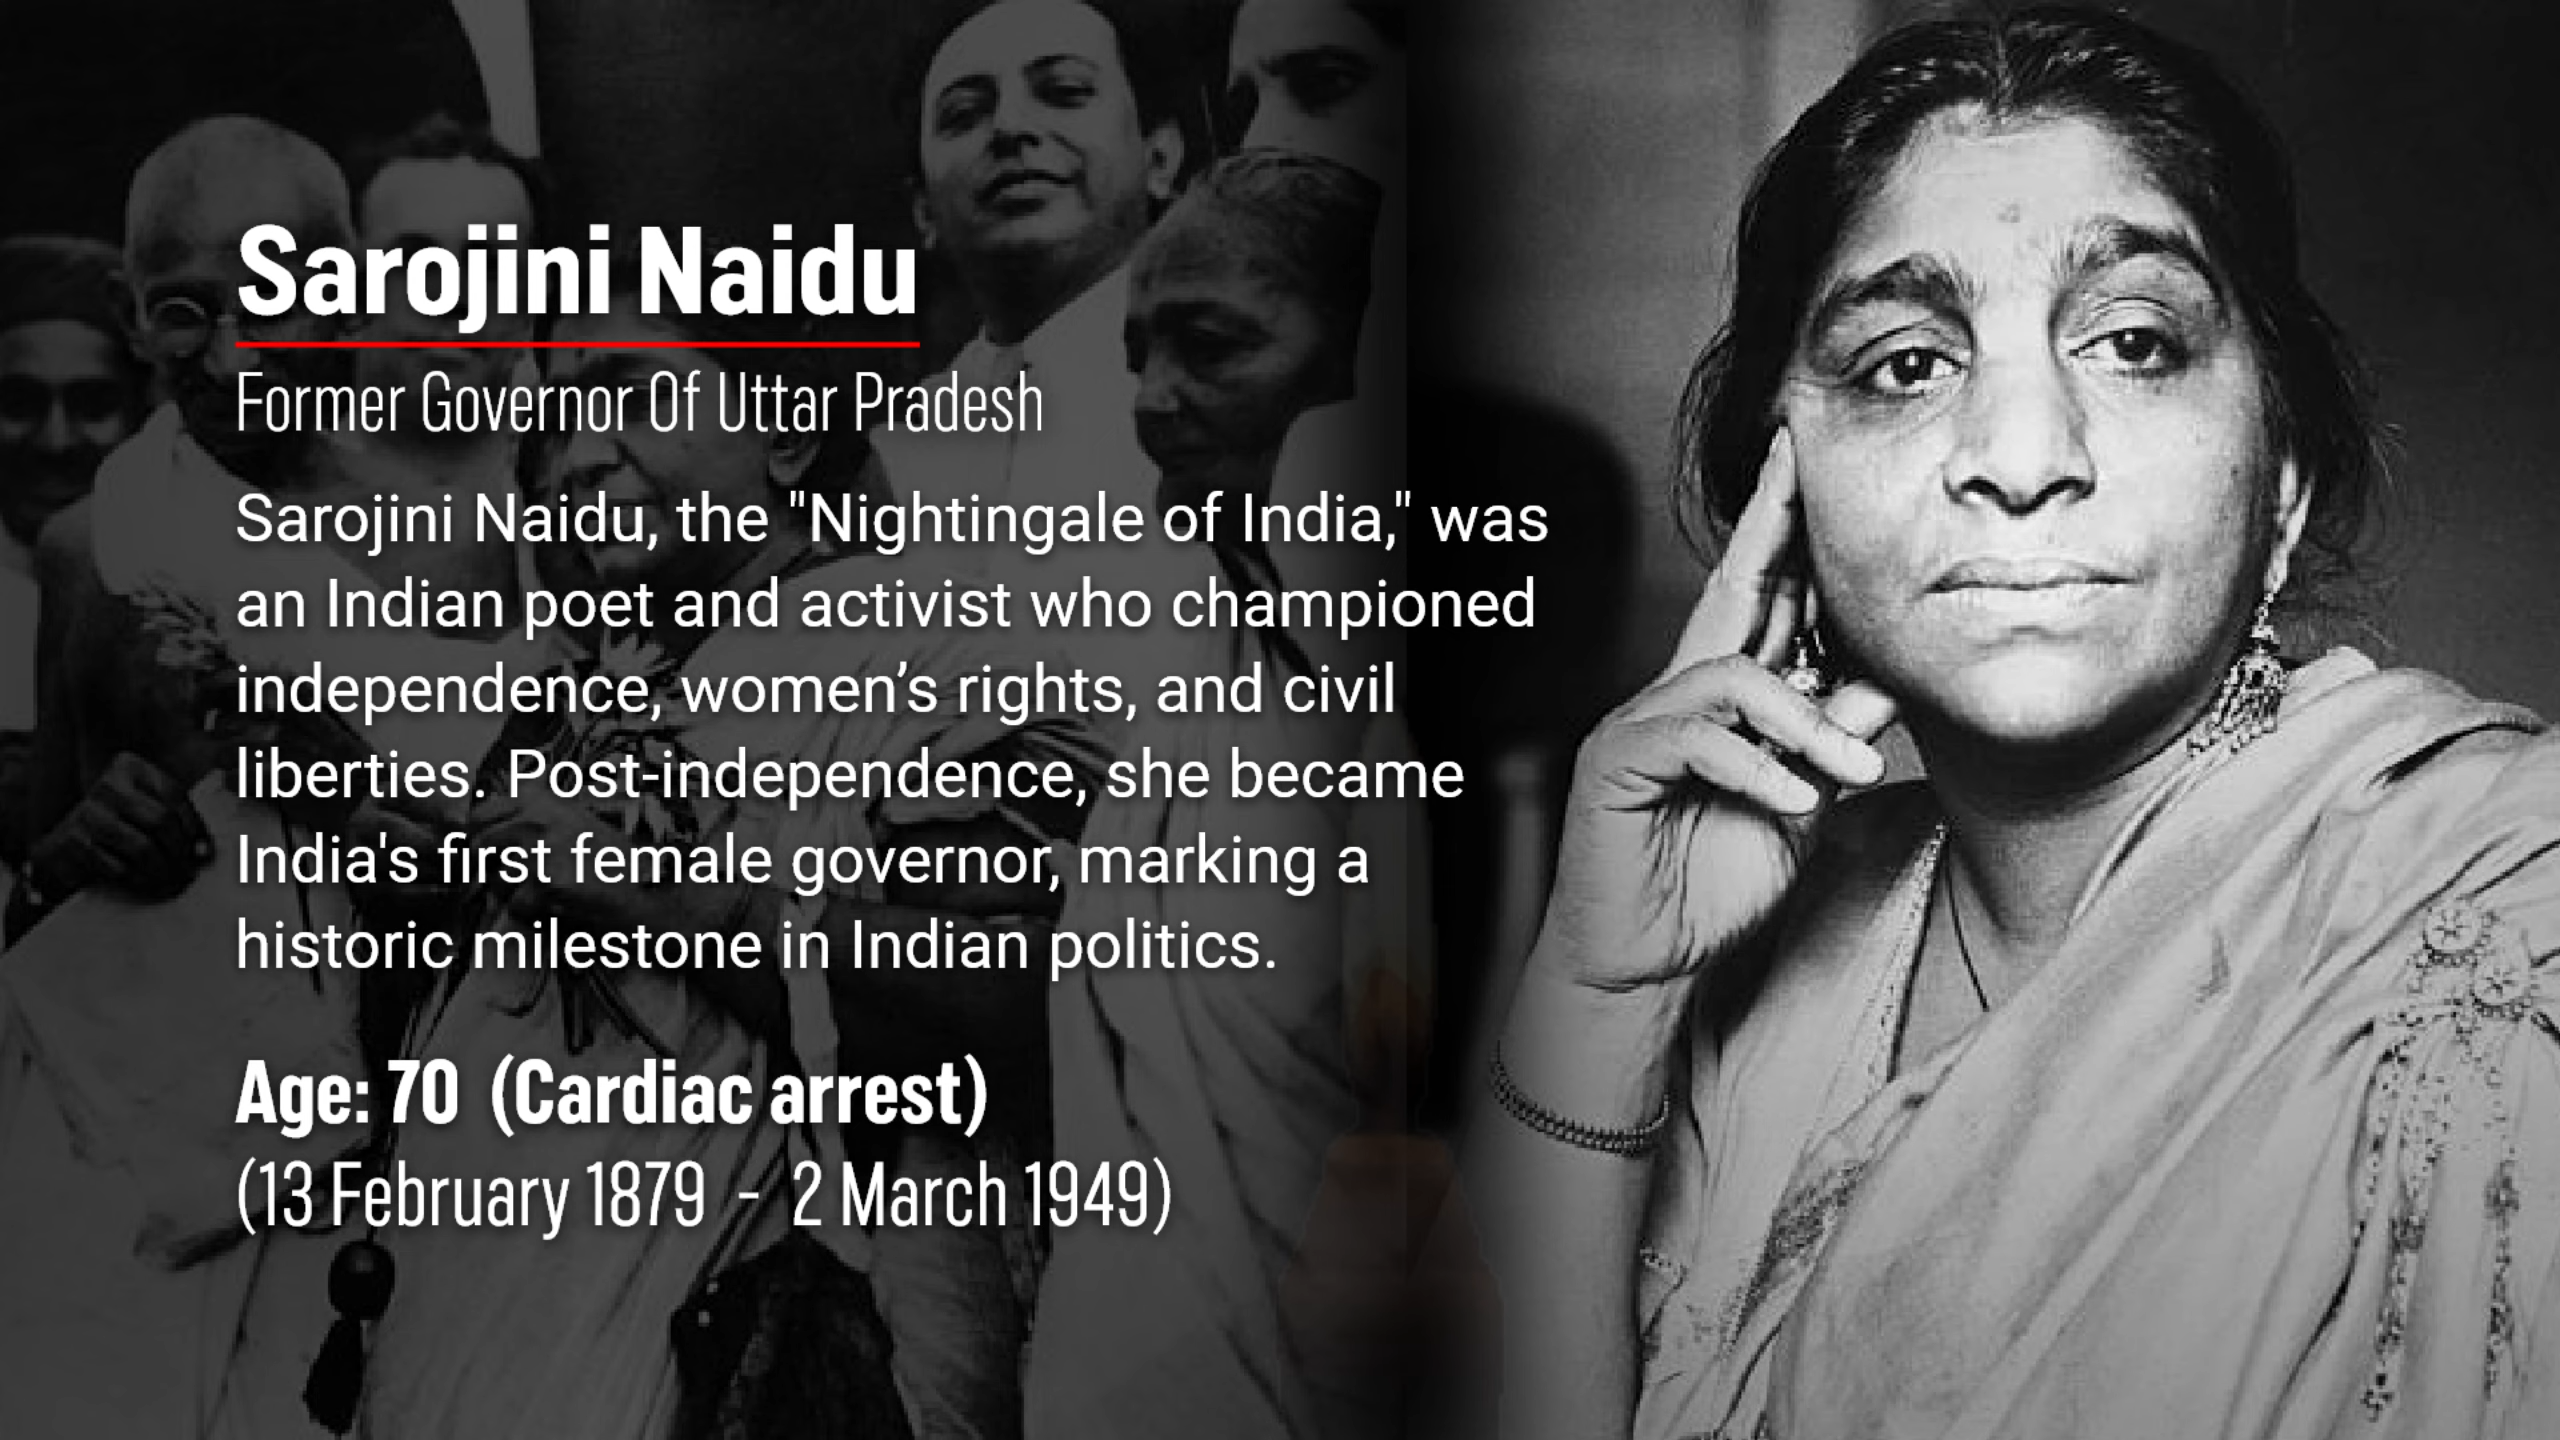 Sarojini Naidu
Former Governor Of Uttar Pradesh
Sarojini Naidu, the "Nightingale of India," was
an Indian poet and activist who championed
independence, women’s rights, and civil
liberties. Post-independence, she became
India's first female governor, marking a
historic milestone in Indian politics.
Age: 70 (Cardiac arrest)
(13 February 1879 - 2 March 1949)